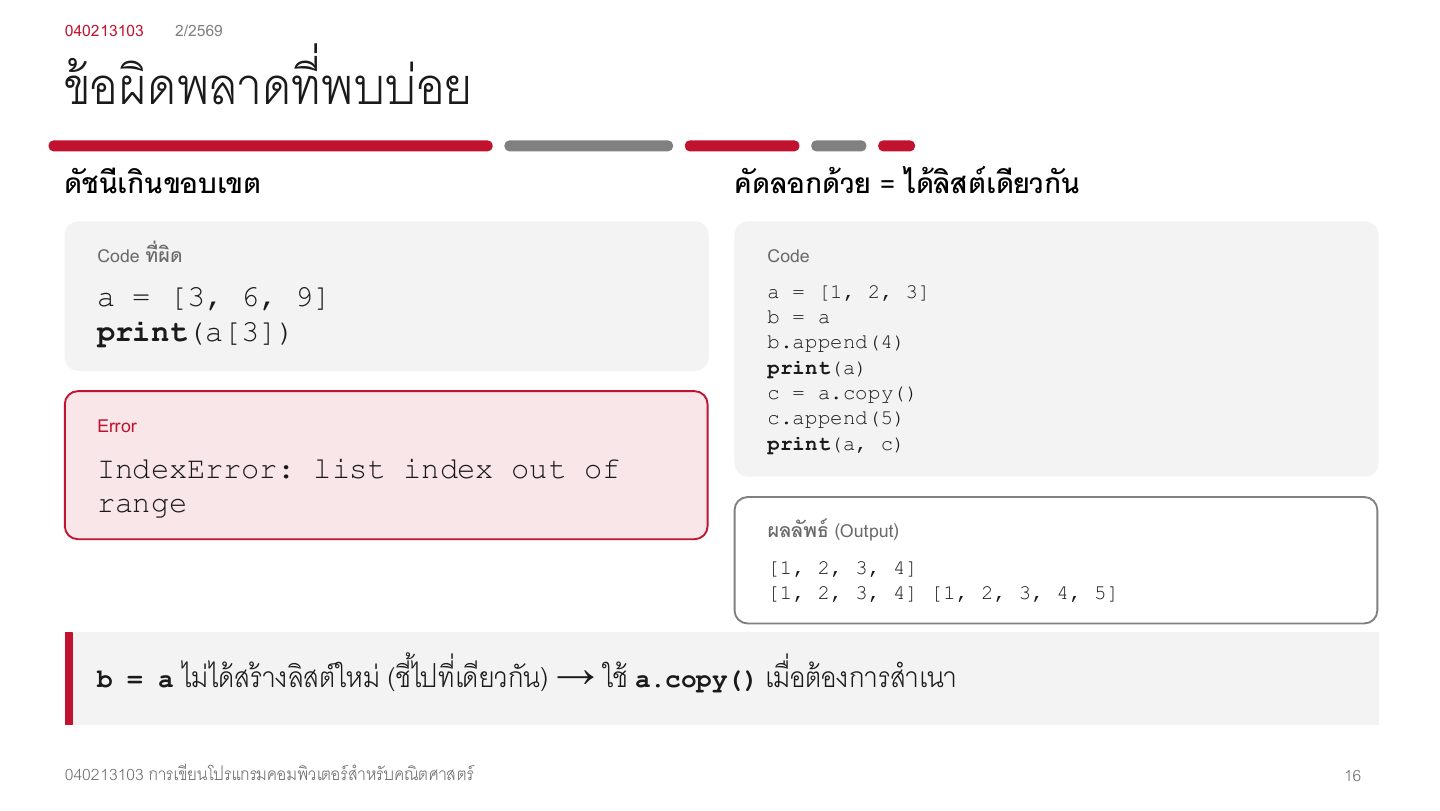 040213103 2/2569
ข้อผิดพลาดที่พบบ่อย
ดัชนีเกินขอบเขต
Code ที่ผิด
a = [3, 6, 9]
print(a[3])
Error
IndexError: list index out of
range
คัดลอกด้วย = ได้ลิสต์เดียวกัน
Code
a = [1, 2, 3]
b = a
b.append(4)
print(a)
c = a.copy()
c.append(5)
print(a, c)
ผลลัพธ์ (Output)
[1, 2, 3, 4]
[1, 2, 3, 4] [1, 2, 3, 4, 5]
b = a ไม่ได้สร้างลิสต์ใหม่ (ชี้ไปที่เดียวกัน) ⟶ ใช้ a.copy() เมื่อต้องการสำเนา
040213103 การเขียนโปรแกรมคอมพิวเตอร์สำหรับคณิตศาสตร์ 16